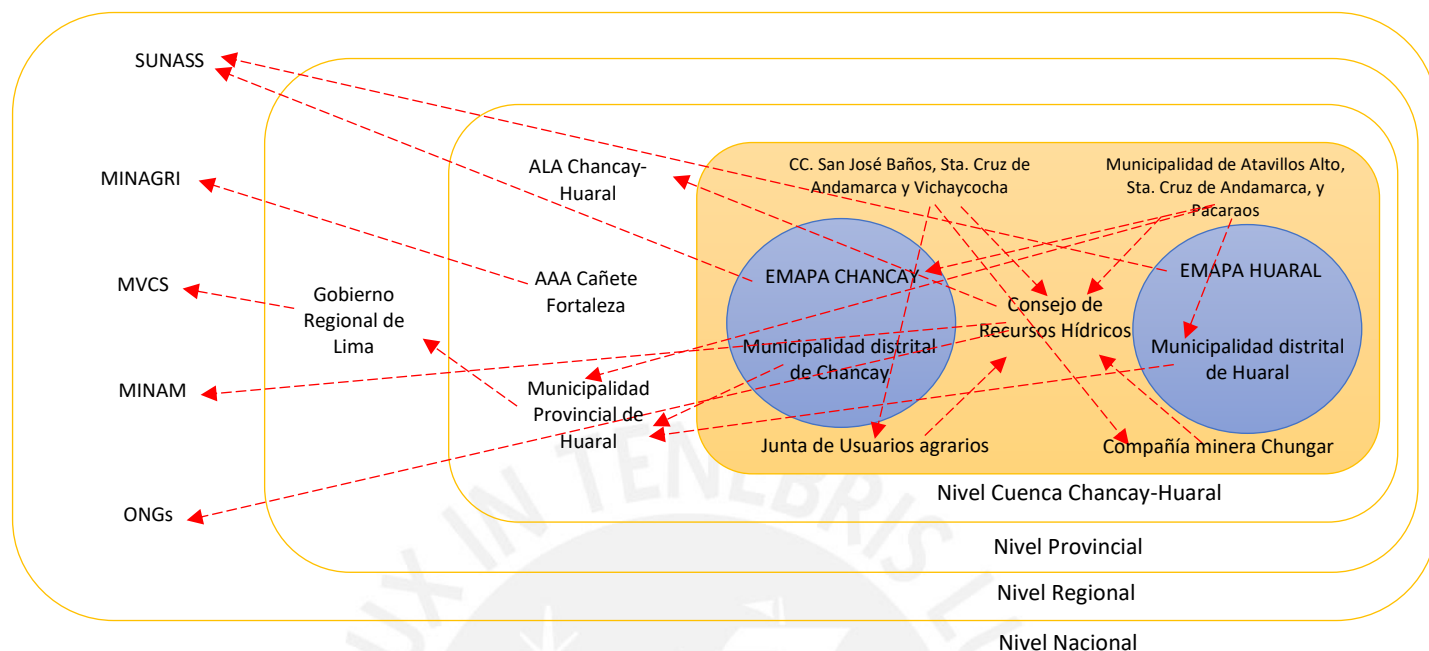 SUNASS
MINAGRI
MVCS
MINAM
ONGs
Gobierno
Regional de
Lima
ALA Chancay-
Huaral
AAA Cañete
Fortaleza
Municipalidad
Provincial de
Huaral
CC. San José Baños, Sta. Cruz de
Andamarca y Vichaycocha
Municipalidad de Atavillos Alto,
Sta. Cruz de Andamarca, y
Pacaraos
EMAPA CHANCAY
Municipalidad distrital
de Chancay
Consejo de
Recursos Hídricos
EMAPA HUARAL
Municipalidad distrital
de Huaral
Junta de Usuarios agrarios
Compañía minera Chungar
Nivel Cuenca Chancay-Huaral
Nivel Provincial
Nivel Regional
Nivel Nacional
UX IN TENEBRIS L